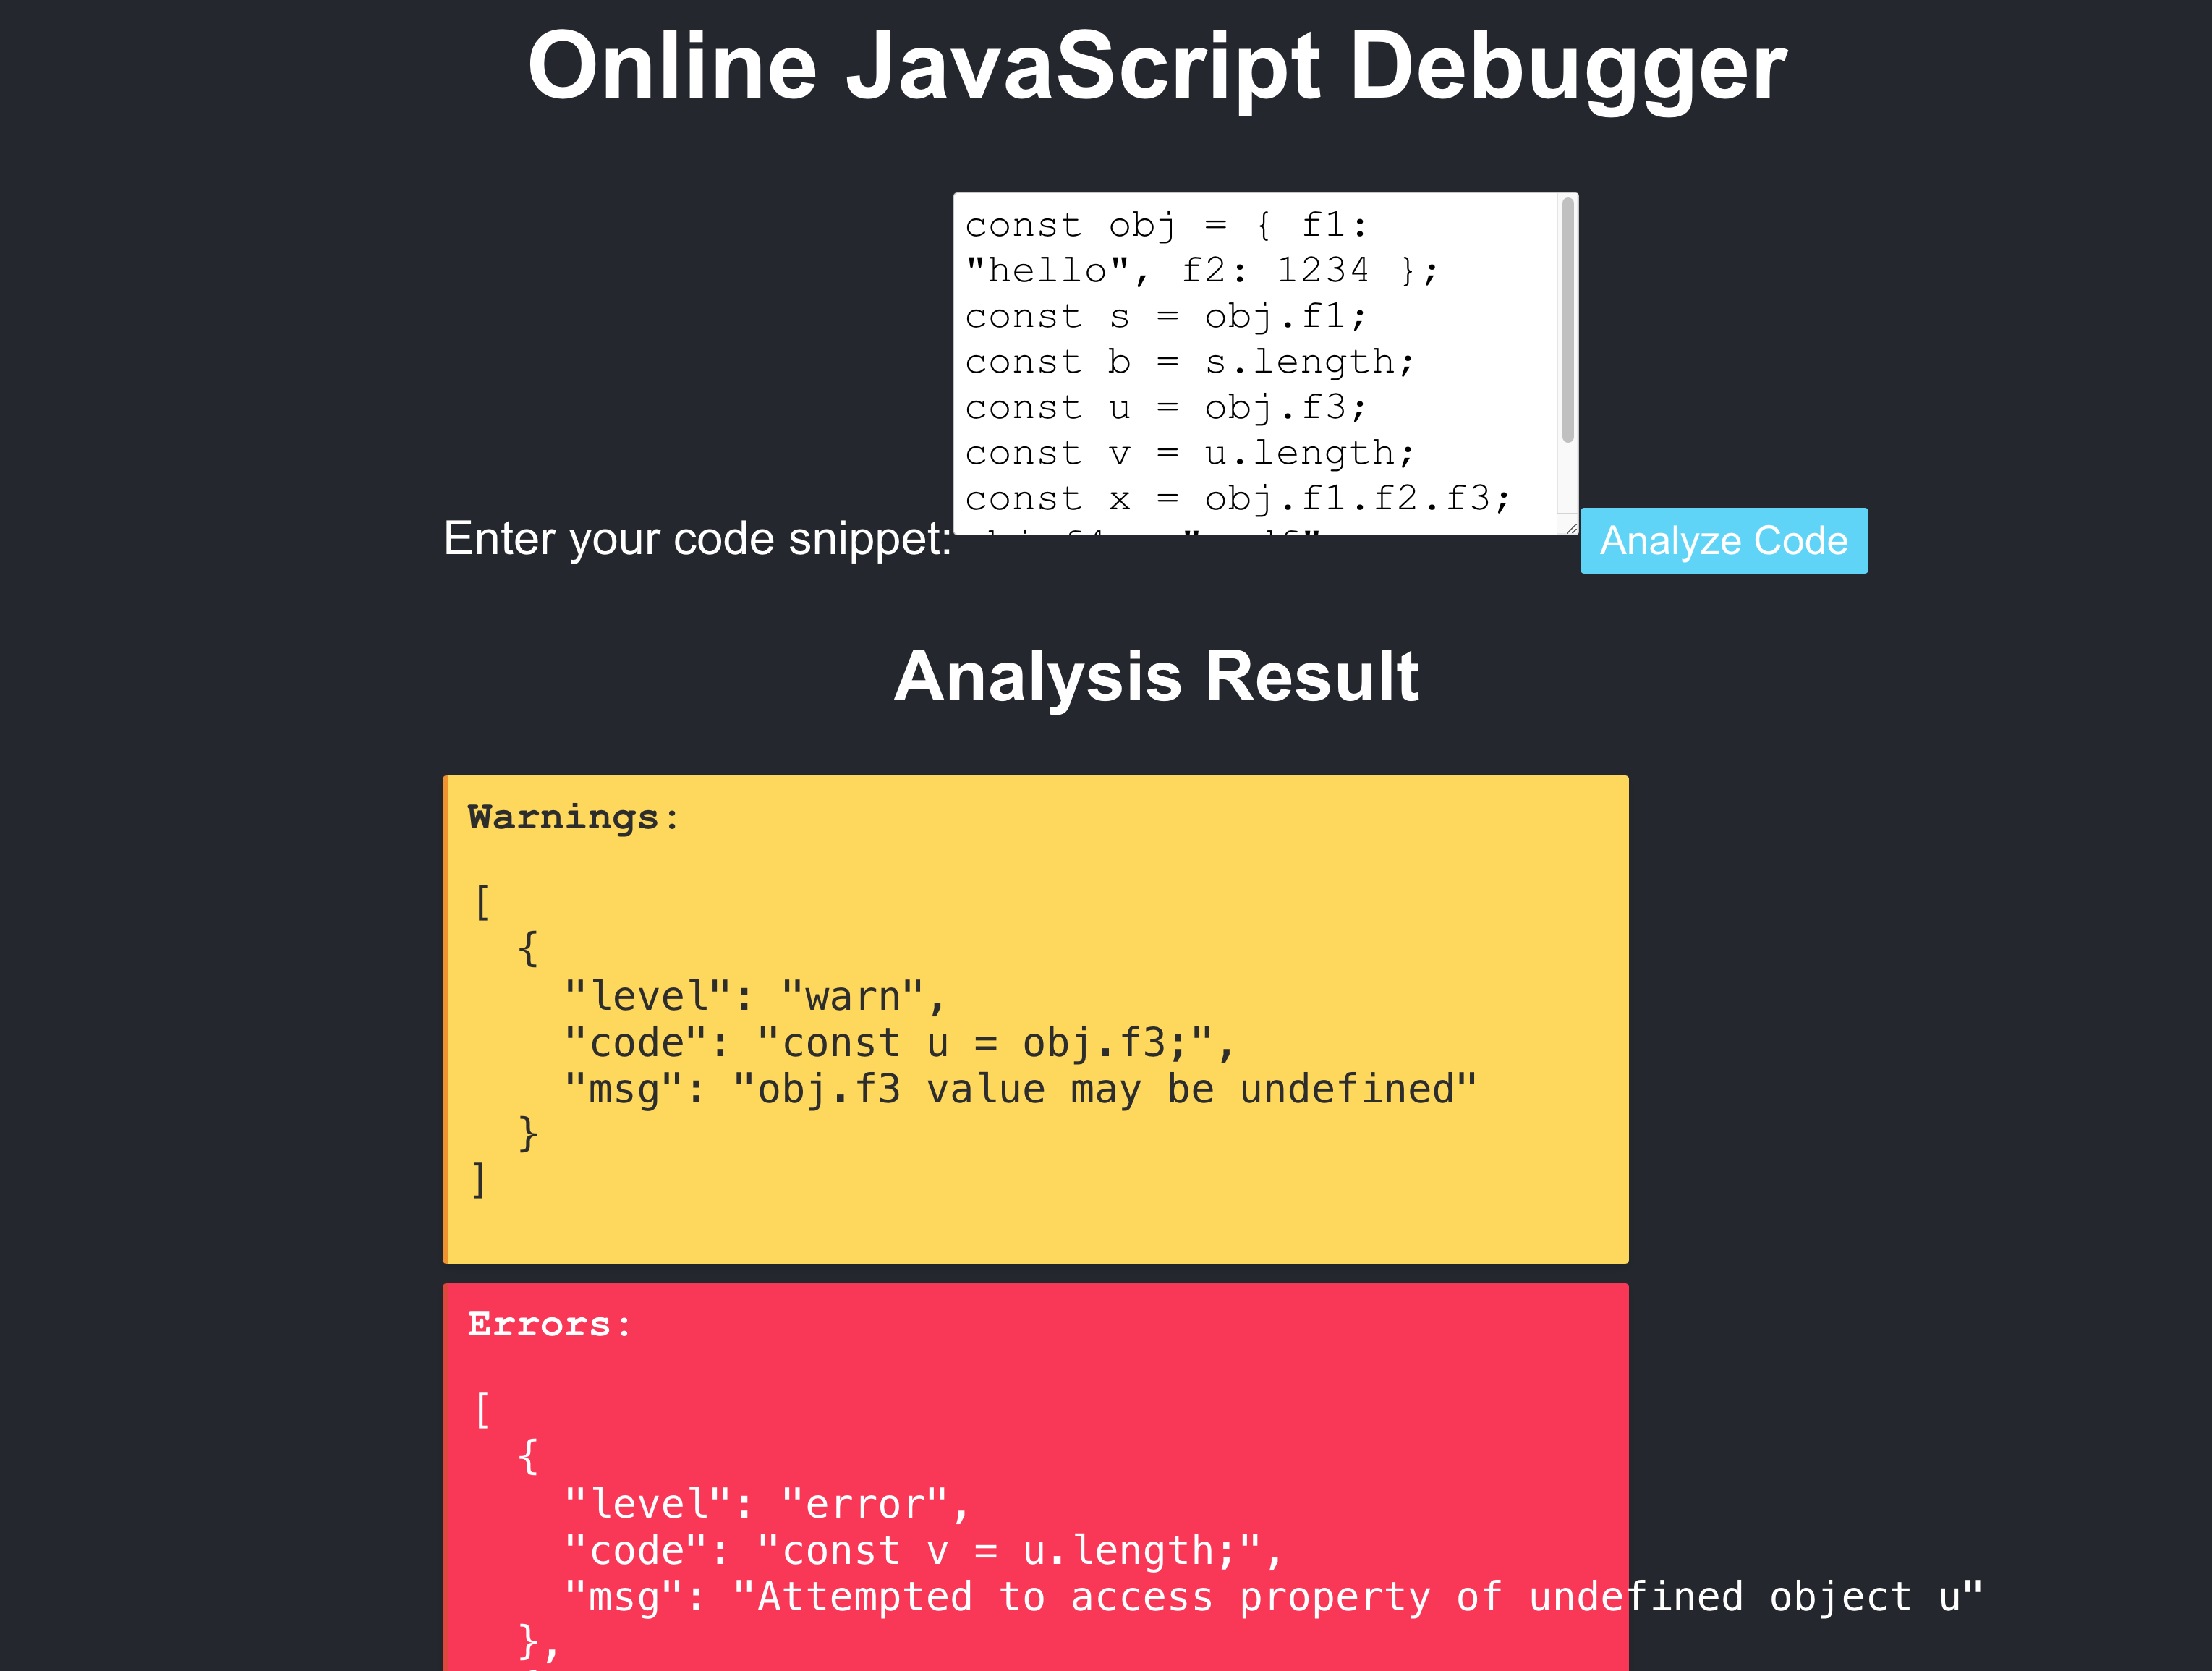 Online JavaScript Debugger
const obj = { f1:
"hello", f2: 1234 };
const s = obj.f1;
const b = s.length;
const u = obj.f3;
const v = u.length;
const x = obj.f1.f2.f3;
Enter your code snippet:
Analyze Code
Analysis Result
Warnings:
[
{
"level": "warn",
"code": "const u = obj.f3;",
"msg": "obj.f3 value may be undefined"
}
]
Errors:
[
{
"level": "error",
"code": "const v = u.length;",
"msg": "Attempted to access property of undefined object u"
},